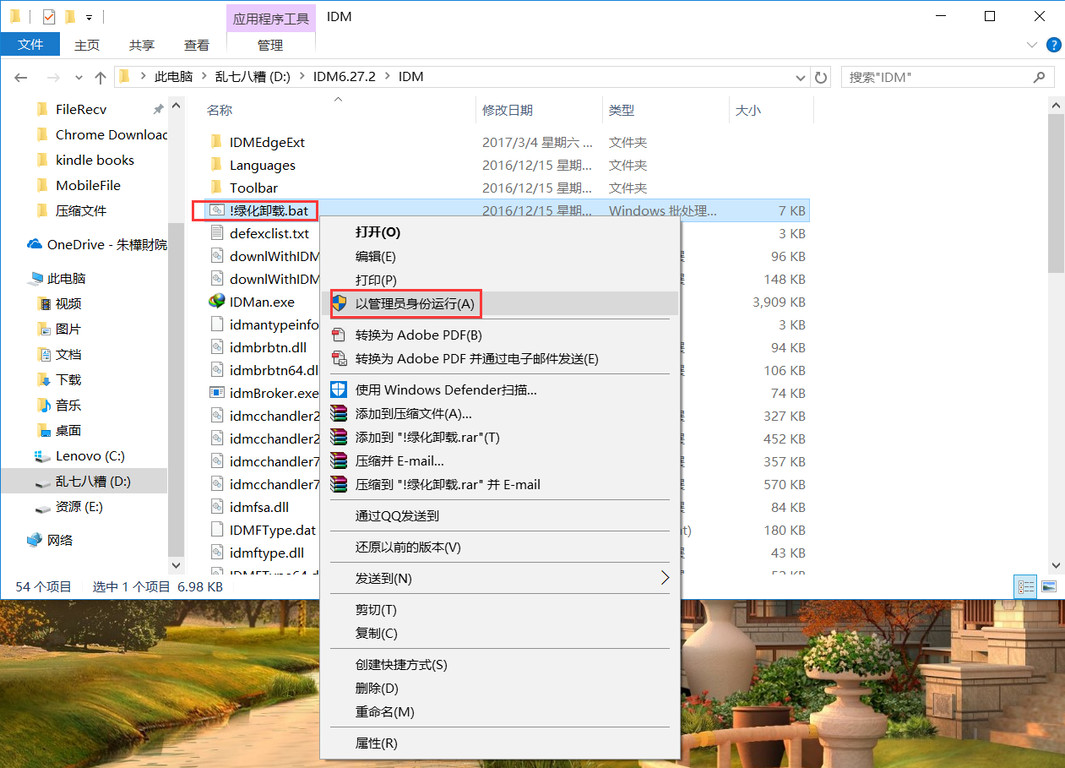 应用程序工具
IDM
文件
主页
共享
查看
管理
此电脑
乱七八糟 (D:)
IDM6.27.2
IDM
搜索"IDM"
FileRecv
Chrome Downloac
kindle books
MobileFile
压缩文件
OneDrive - 朱樺財院
此电脑
视频
图片
文档
下载
音乐
桌面
Lenovo (C:)
乱七八糟 (D:)
资源 (E:)
网络
名称 修改日期 类型 大小
IDMEdgeExt 2017/3/4 星期六 ... 文件夹
Languages 2016/12/15 星期... 文件夹
Toolbar 2016/12/15 星期... 文件夹
!绿化卸载.bat 2016/12/15 星期... Windows 批处理... 7 KB
defexclist.txt 3 KB
downlWithIDM 96 KB
downlWithIDM 148 KB
IDMan.exe 3,909 KB
idmantypeinfo 3 KB
idmbrbtn.dll 94 KB
idmbrbtn64.dl 106 KB
idmBroker.exe 74 KB
idmcchandler2 327 KB
idmcchandler2 452 KB
idmcchandler7 357 KB
idmcchandler7 570 KB
idmfsa.dll 84 KB
IDMFType.dat 180 KB
idmftype.dll 43 KB
打开(O)
编辑(E)
打印(P)
以管理员身份运行(A)
转换为 Adobe PDF(B)
转换为 Adobe PDF 并通过电子邮件发送(E)
使用 Windows Defender扫描...
添加到压缩文件(A)...
添加到 "!绿化卸载.rar"(T)
压缩并 E-mail...
压缩到 "!绿化卸载.rar" 并 E-mail
通过QQ发送到
还原以前的版本(V)
发送到(N)
剪切(T)
复制(C)
创建快捷方式(S)
删除(D)
重命名(M)
属性(R)
54 个项目 选中 1 个项目 6.98 KB